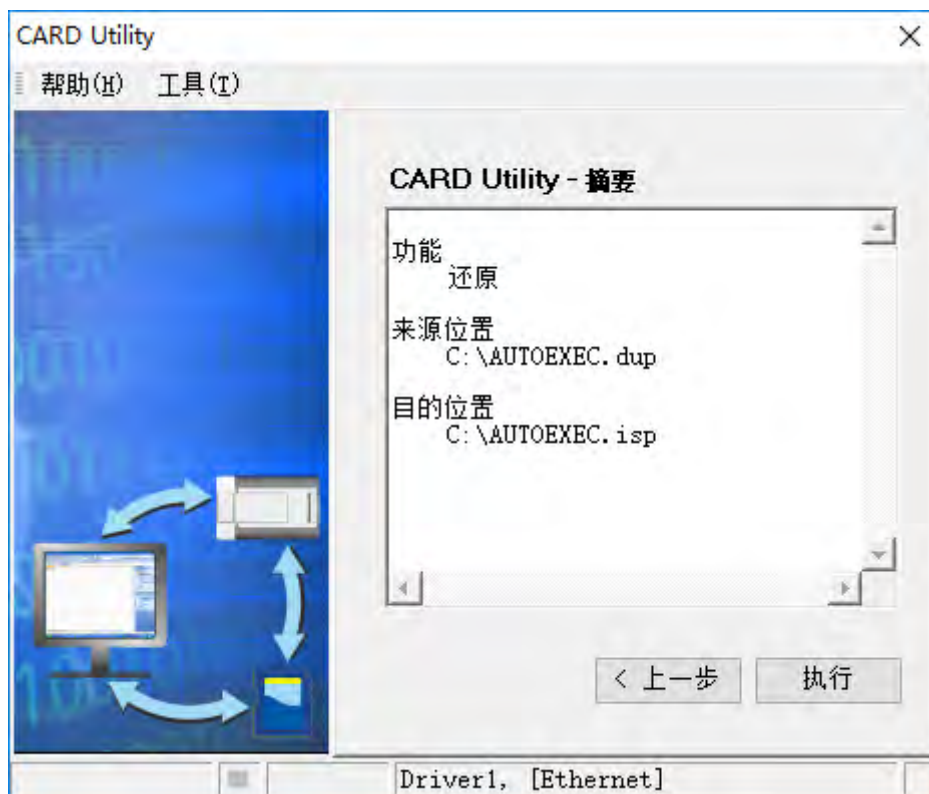 CARD Utility
帮助(H) 工具(T)
CARD Utility - 摘要
功能
还原
来源位置
C:\AUTOEXEC.dup
目的位置
C:\AUTOEXEC.isp
< 上一步 执行
Driver1, [Ethernet]